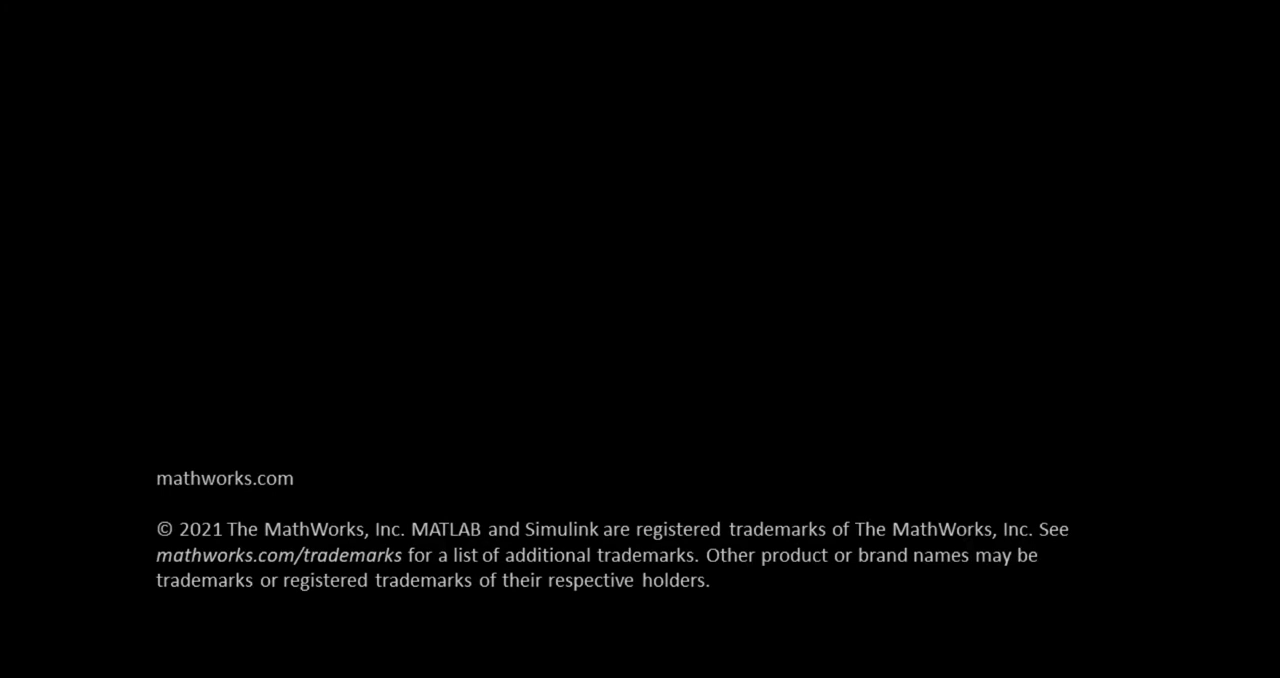 mathworks.com
© 2021 The MathWorks, Inc. MATLAB and Simulink are registered trademarks of The MathWorks, Inc. See
mathworks.com/trademarks for a list of additional trademarks. Other product or brand names may be
trademarks or registered trademarks of their respective holders.